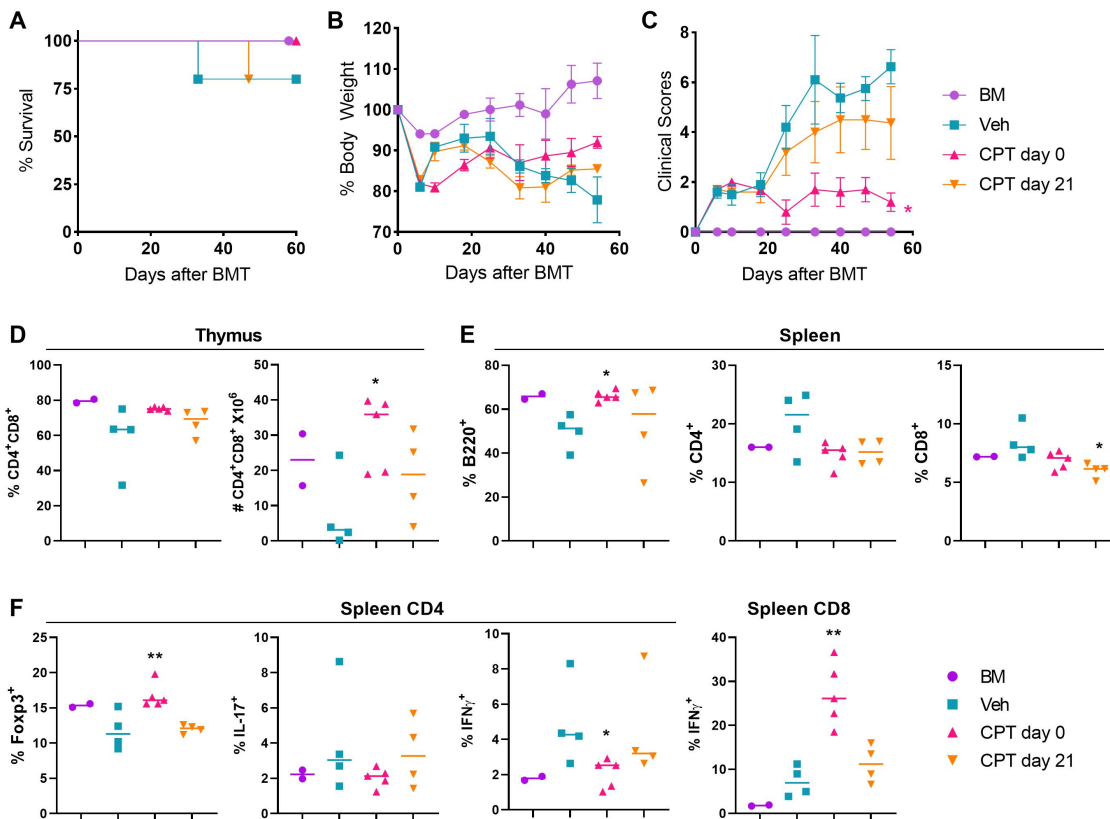 A
% Survival
100
75
50
25
0
0 20 40 60
Days after BMT
B
% Body Weight
120
110
100
90
80
70
0 20 40 60
Days after BMT
C
Clinical Scores
8
6
4
2
0
0 20 40 60
Days after BMT
*
BM
Veh
CPT day 0
CPT day 21
D
Thymus
% CD4⁺CD8⁺
100
80
60
40
20
0
# CD4⁺CD8⁺ X10⁶
50
40
30
20
10
0
*
E
Spleen
% B220⁺
80
60
40
20
0
*
% CD4⁺
30
20
10
0
% CD8⁺
15
10
5
0
*
F
Spleen CD4
% Foxp3⁺
25
20
15
10
5
0
**
% IL-17⁺
10
8
6
4
2
0
% IFNγ⁺
10
8
6
4
2
0
*
Spleen CD8
% IFNγ⁺
40
30
20
10
0
**
BM
Veh
CPT day 0
CPT day 21